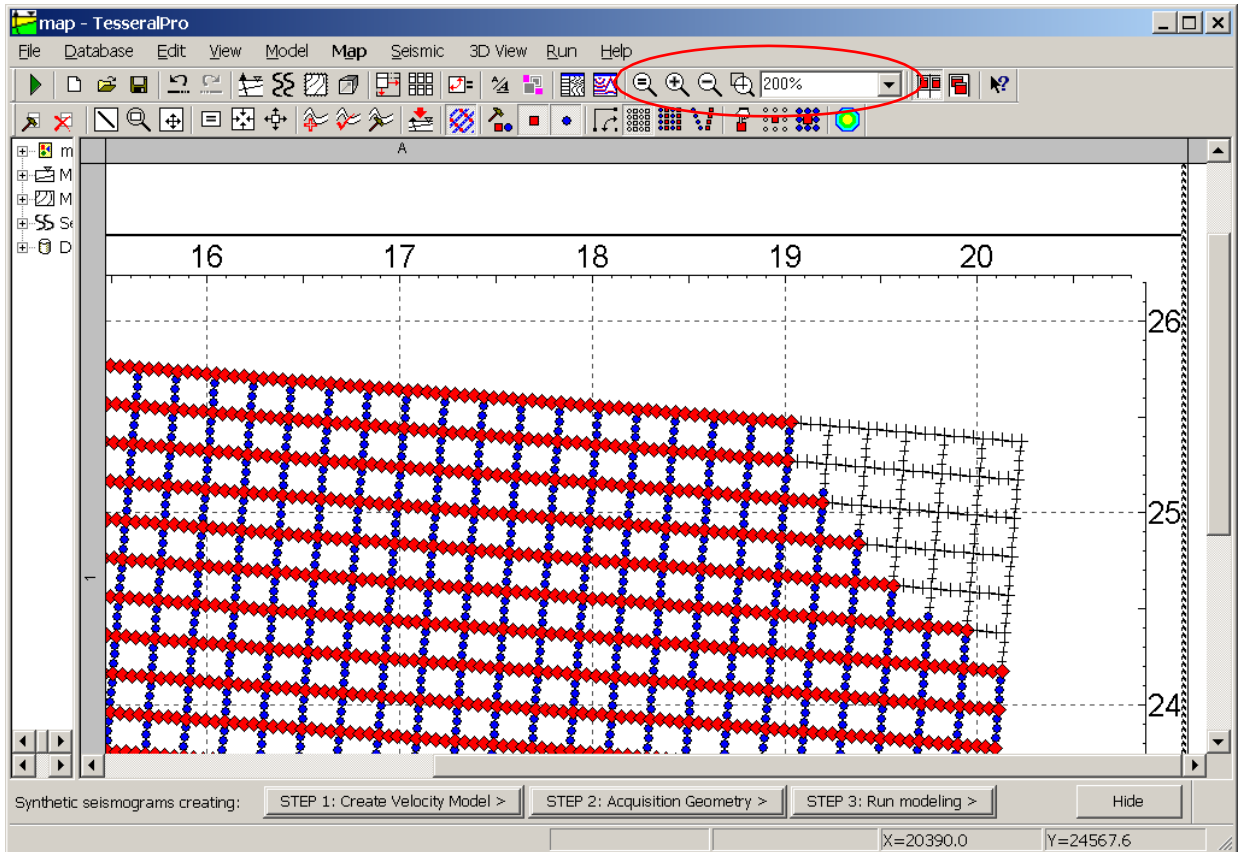 map - TesseralPro
File Database Edit View Model Map Seismic 3D View Run Help
200%
A
m
M
M
Se
D
16 17 18 19 20
26
25
1
24
Synthetic seismograms creating: STEP 1: Create Velocity Model > STEP 2: Acquisition Geometry > STEP 3: Run modeling > Hide
X=20390.0 Y=24567.6